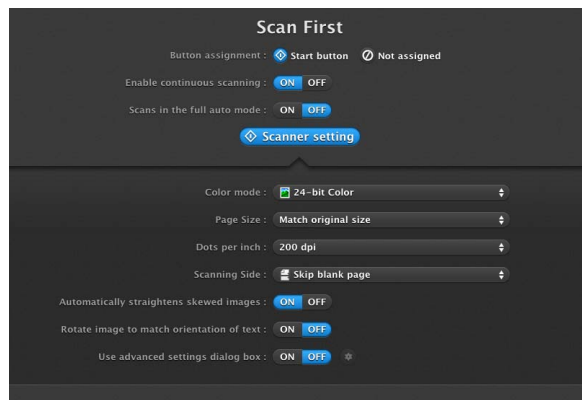 Scan First
Button assignment : Start button Not assigned
Enable continuous scanning : ON OFF
Scans in the full auto mode : ON OFF
Scanner setting
Color mode : 24-bit Color
Page Size : Match original size
Dots per inch : 200 dpi
Scanning Side : Skip blank page
Automatically straightens skewed images : ON OFF
Rotate image to match orientation of text : ON OFF
Use advanced settings dialog box : ON OFF